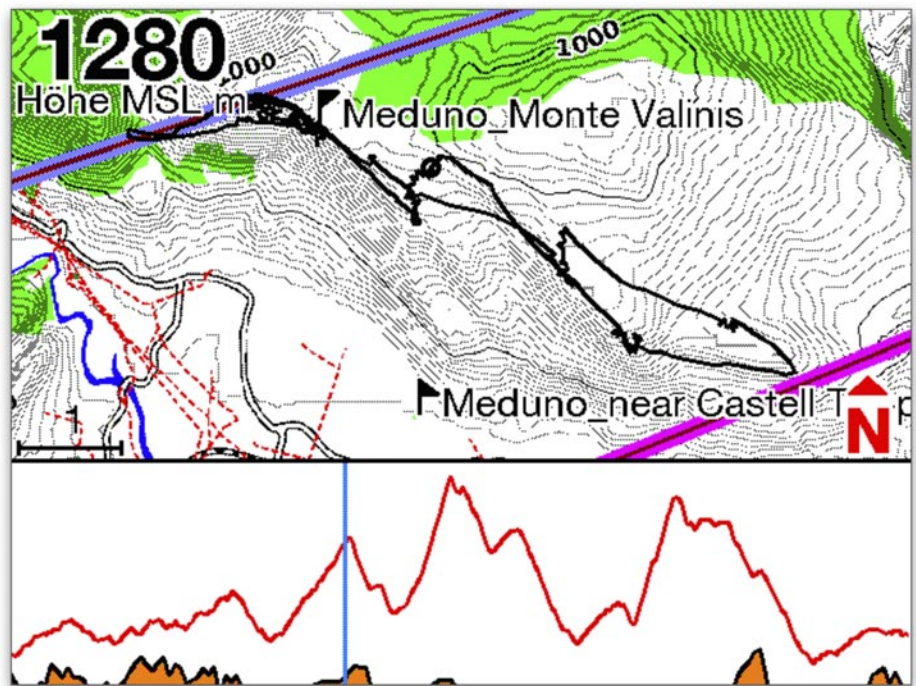 1280
,000
1000
Höhe MSL m
Meduno_Monte Valinis
Meduno_near Castell T
p
N
1